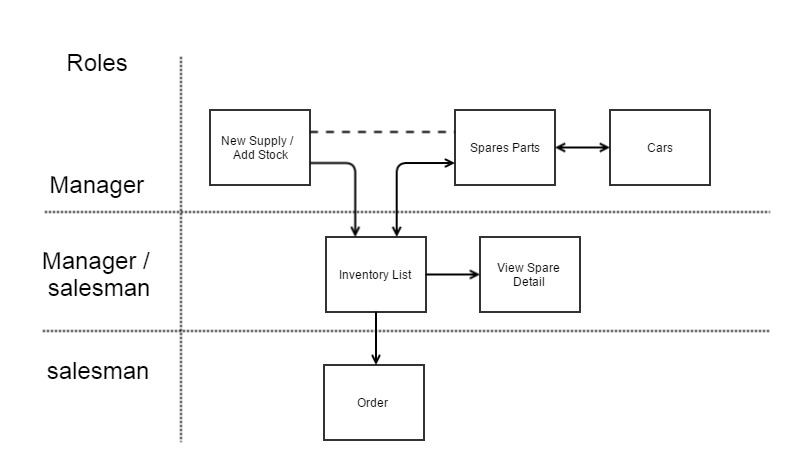 Roles
New Supply /
Add Stock
Spares Parts
Cars
Manager
Manager /
salesman
Inventory List
View Spare
Detail
salesman
Order